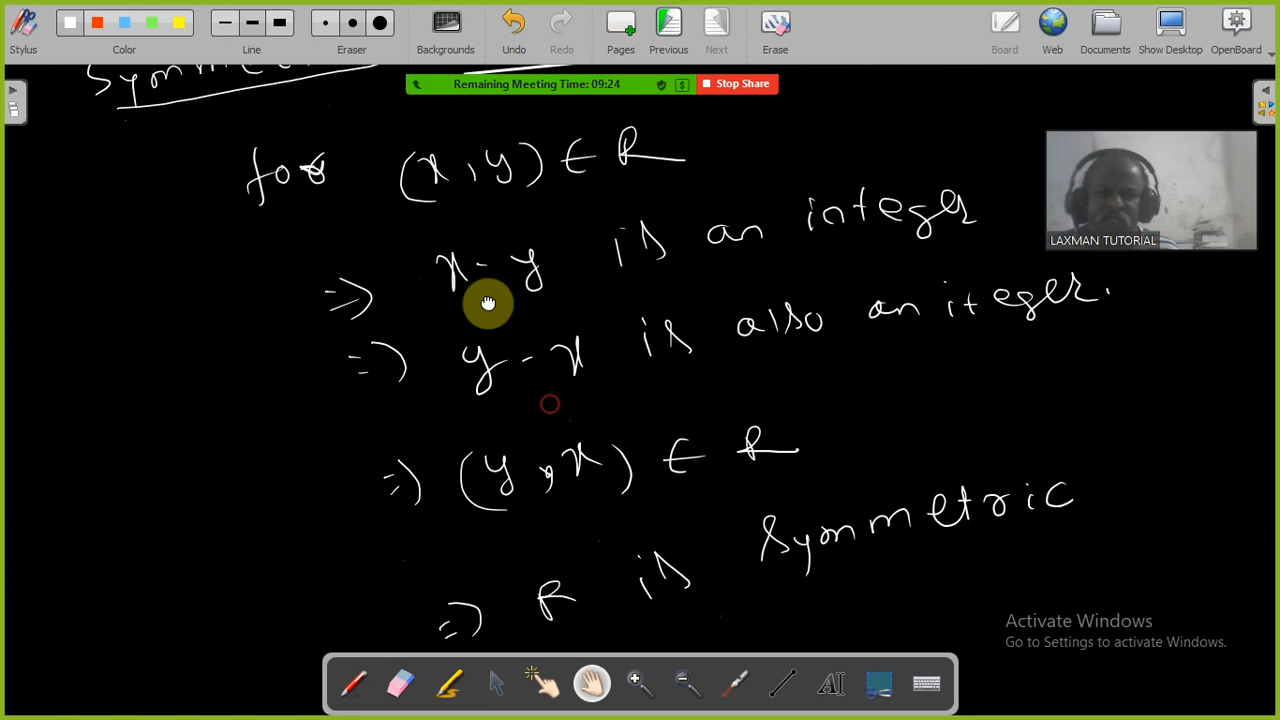 Stylus
Color
Line
Eraser
Backgrounds
Undo
Redo
Pages
Previous
Next
Erase
Board
Web
Documents
Show Desktop
OpenBoard
Remaining Meeting Time: 09:24
Stop Share
for (x, y) ∈ R
⇒ x - y is an integer
⇒ y - x is also an iteger.
⇒ (y, x) ∈ R
⇒ R is symmetric
LAXMAN TUTORIAL
Activate Windows
Go to Settings to activate Windows.